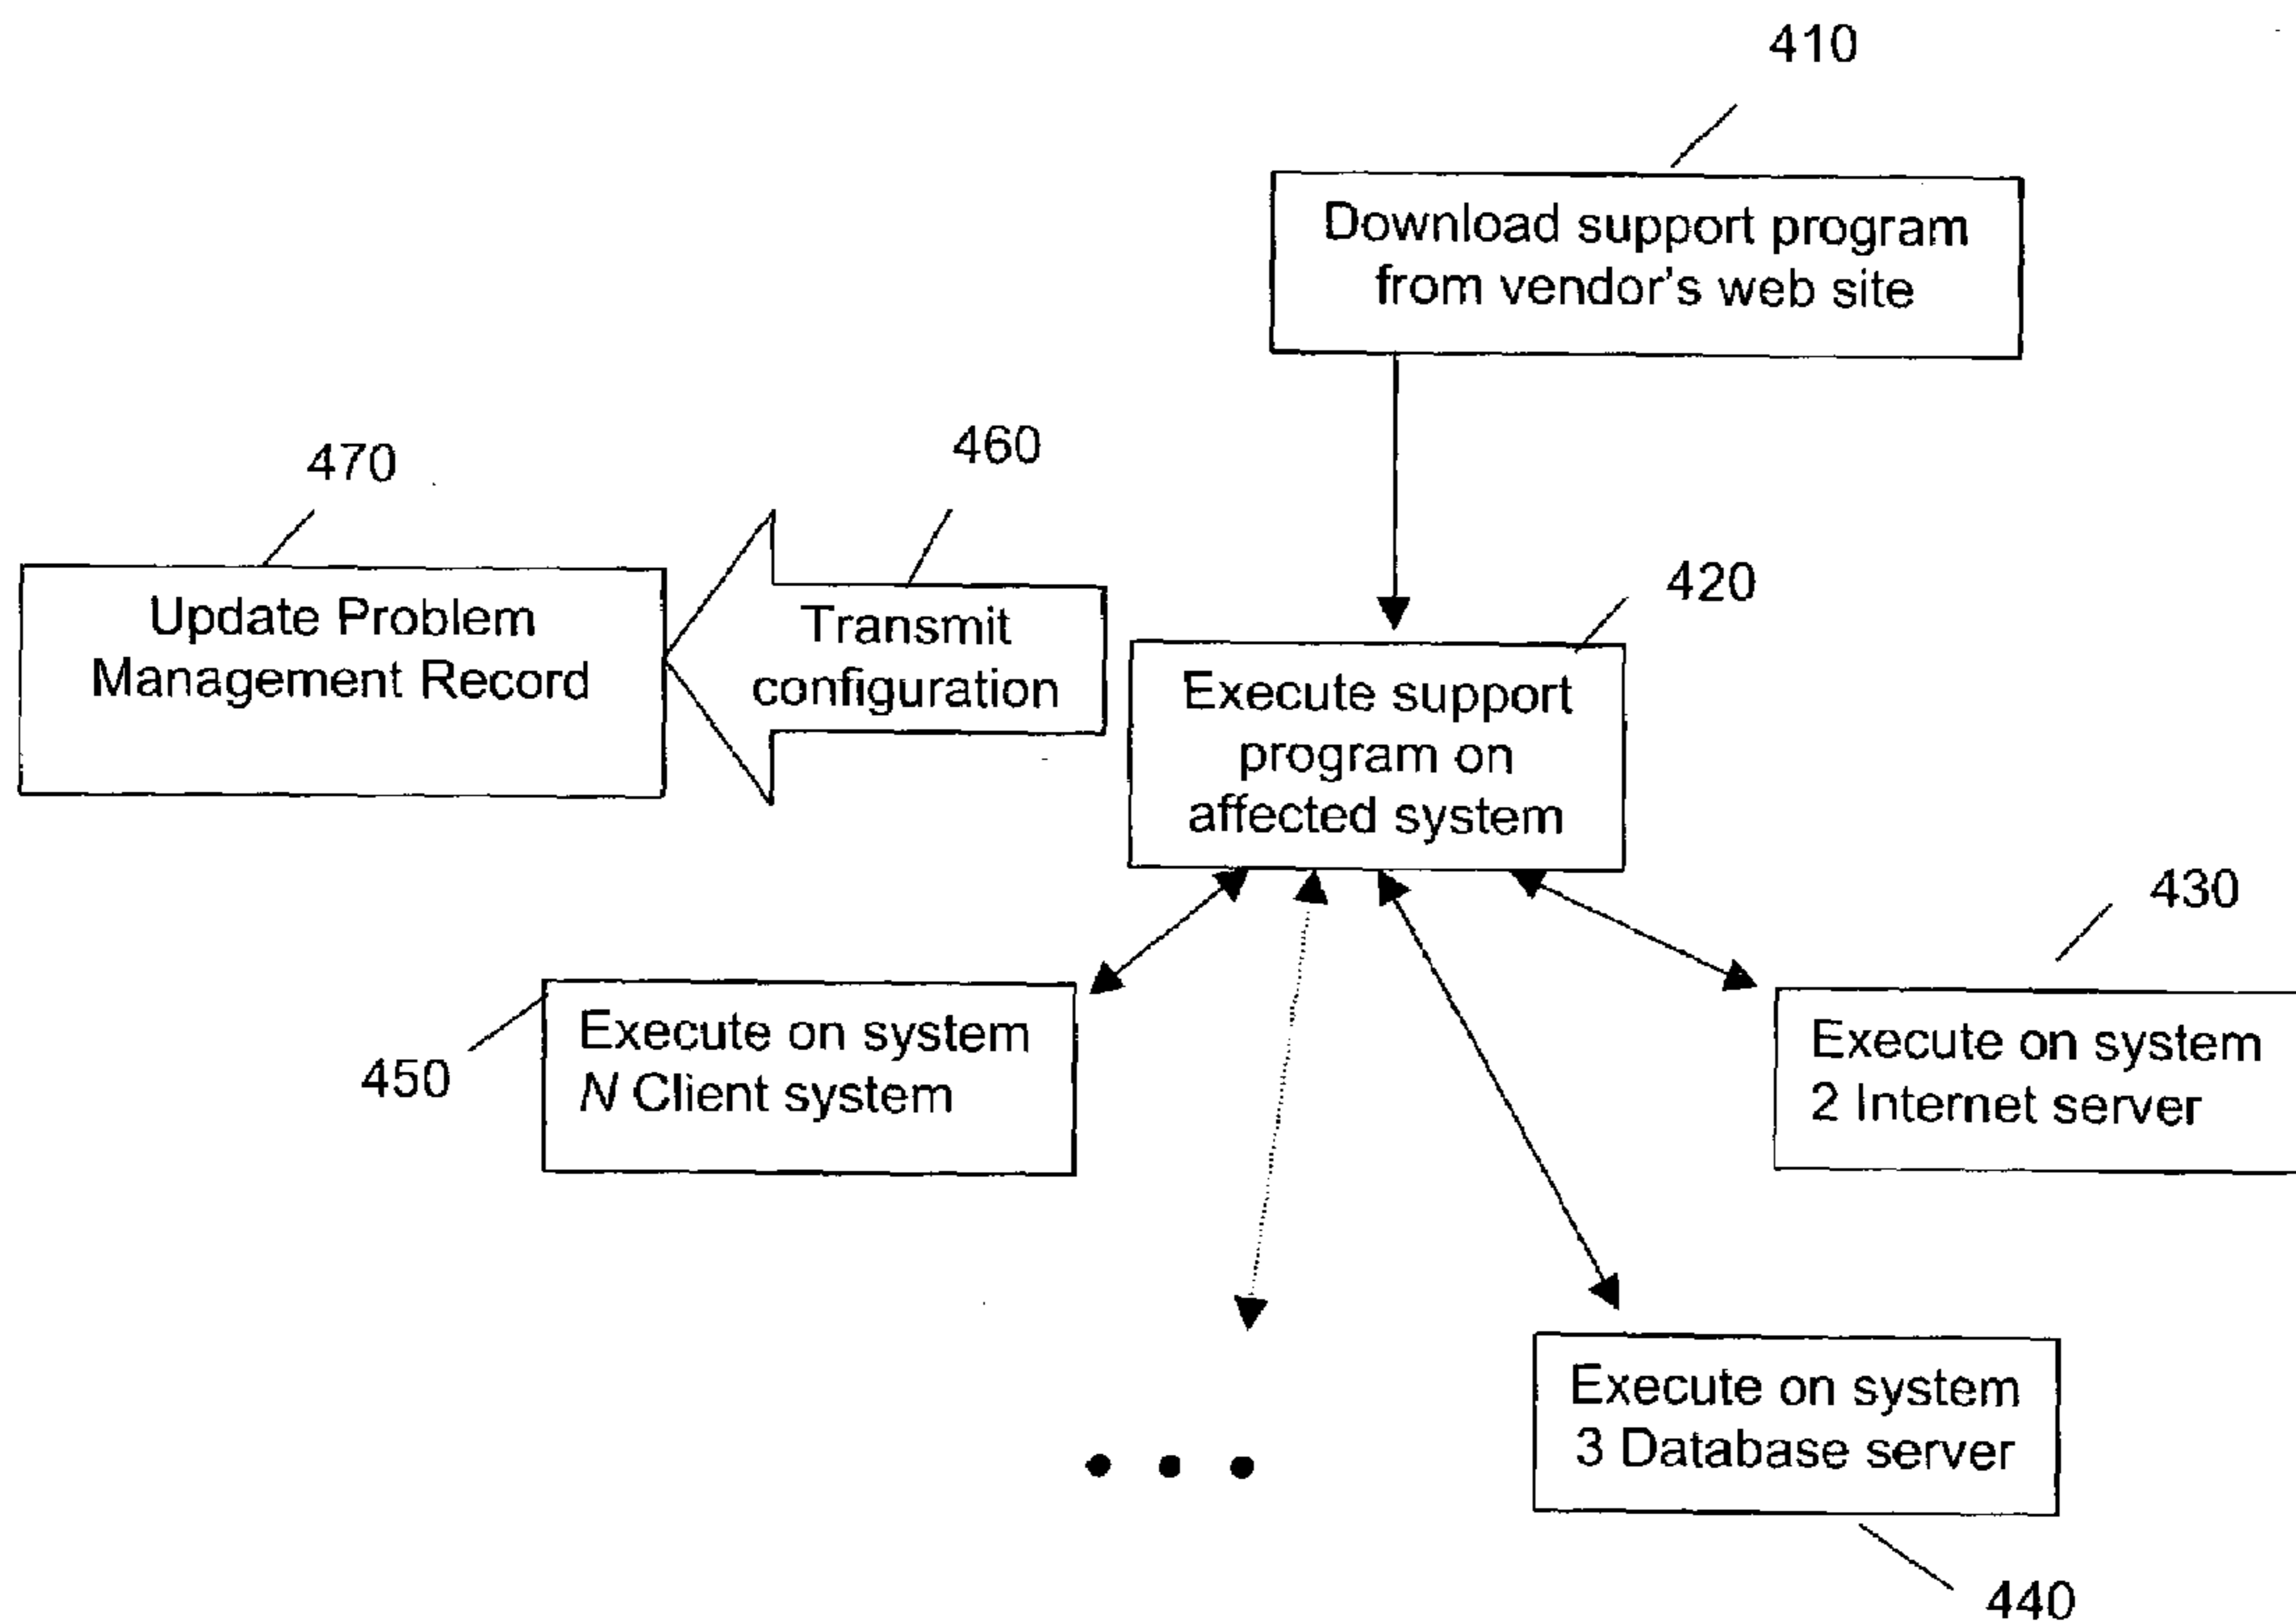 410
Download support program
from vendor's web site
470
460
Update Problem
Management Record
Transmit
configuration
420
Execute support
program on
affected system
430
450
Execute on system
N Client system
Execute on system
2 Internet server
Execute on system
3 Database server
440